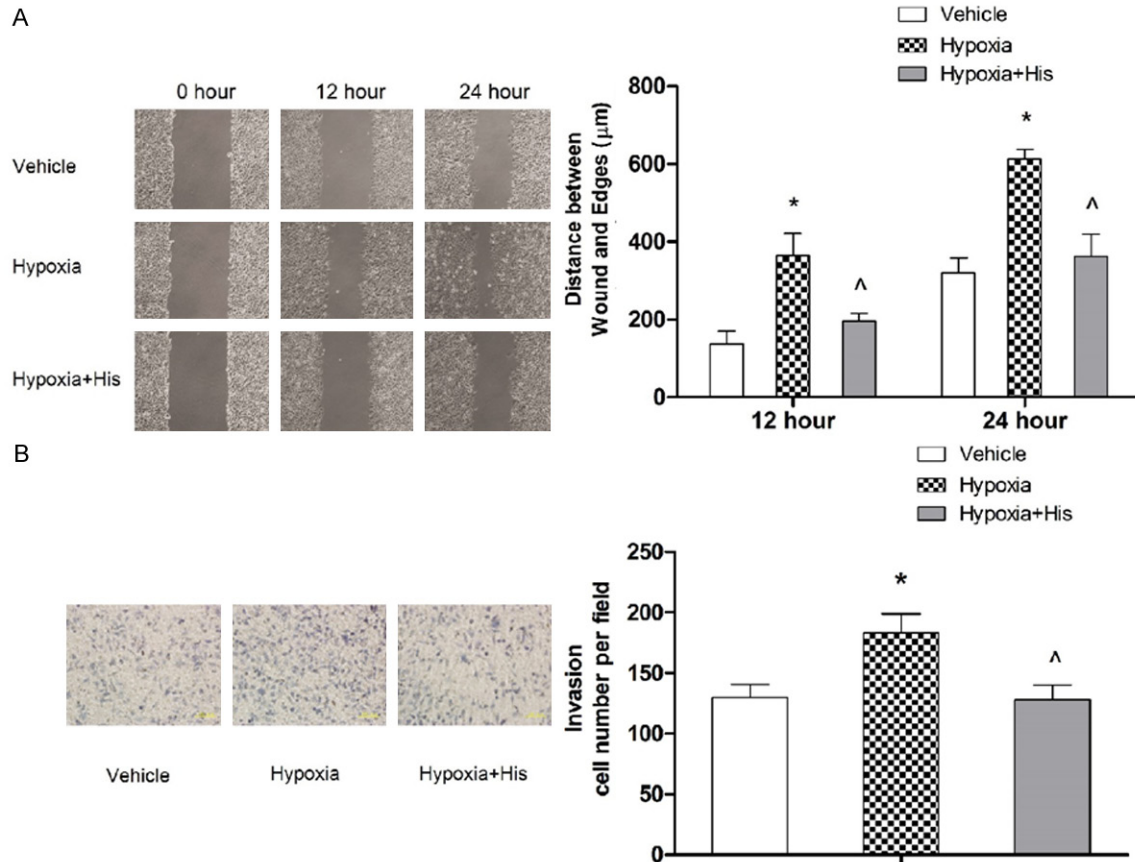 A
0 hour 12 hour 24 hour
Vehicle
Hypoxia
Hypoxia+His
Vehicle
Hypoxia
Hypoxia+His
Distance between
Wound and Edges (μm)
800
600
400
200
0
* ^ * ^
12 hour 24 hour
B
Vehicle Hypoxia Hypoxia+His
Vehicle
Hypoxia
Hypoxia+His
Invasion
cell number per field
250
200
150
100
50
0
* ^